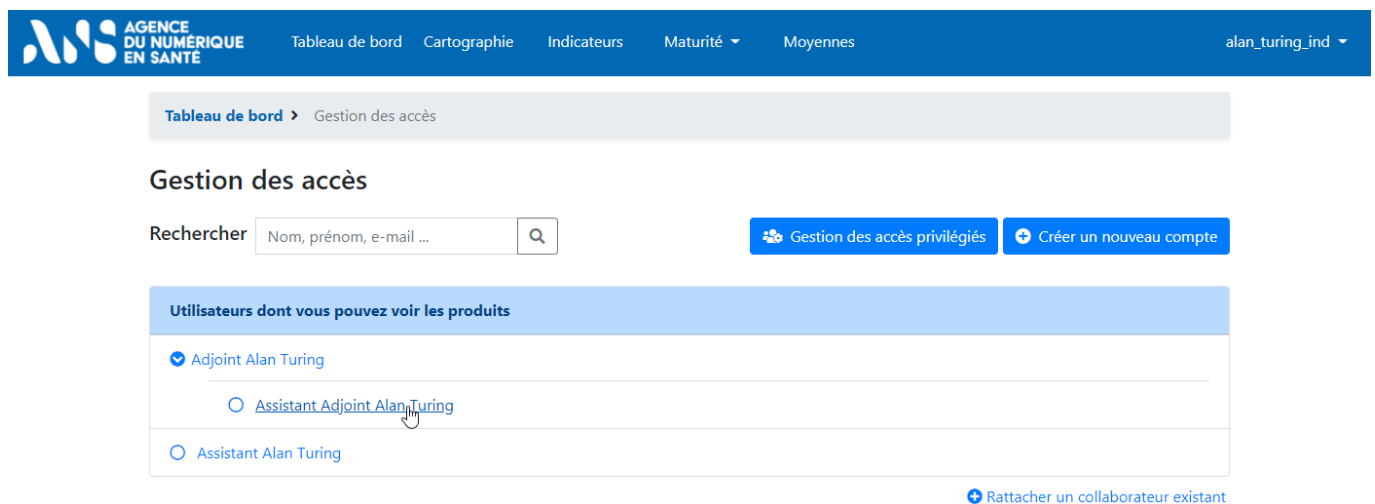 AGENCE
DU NUMÉRIQUE
EN SANTÉ
Tableau de bord Cartographie Indicateurs Maturité Moyennes alan_turing_ind
Tableau de bord > Gestion des accès
Gestion des accès
Rechercher Nom, prénom, e-mail ... Gestion des accès privilégiés Créer un nouveau compte
Utilisateurs dont vous pouvez voir les produits
Adjoint Alan Turing
Assistant Adjoint Alan Turing
Assistant Alan Turing
Rattacher un collaborateur existant